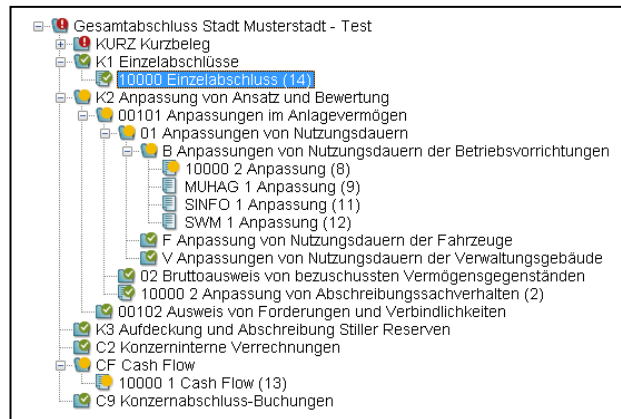 Gesamtabschluss Stadt Musterstadt - Test
KURZ Kurzbeleg
K1 Einzelabschlüsse
10000 Einzelabschluss (14)
K2 Anpassung von Ansatz und Bewertung
00101 Anpassungen im Anlagevermögen
01 Anpassungen von Nutzungsdauern
B Anpassungen von Nutzungsdauern der Betriebsvorrichtungen
10000 2 Anpassung (8)
MUHAG 1 Anpassung (9)
SINFO 1 Anpassung (11)
SWM 1 Anpassung (12)
F Anpassung von Nutzungsdauern der Fahrzeuge
V Anpassungen von Nutzungsdauern der Verwaltungsgebäude
02 Bruttoausweis von bezuschussten Vermögensgegenständen
10000 2 Anpassung von Abschreibungssachverhalten (2)
00102 Ausweis von Forderungen und Verbindlichkeiten
K3 Aufdeckung und Abschreibung Stiller Reserven
C2 Konzerninterne Verrechnungen
CF Cash Flow
10000 1 Cash Flow (13)
C9 Konzernabschluss-Buchungen